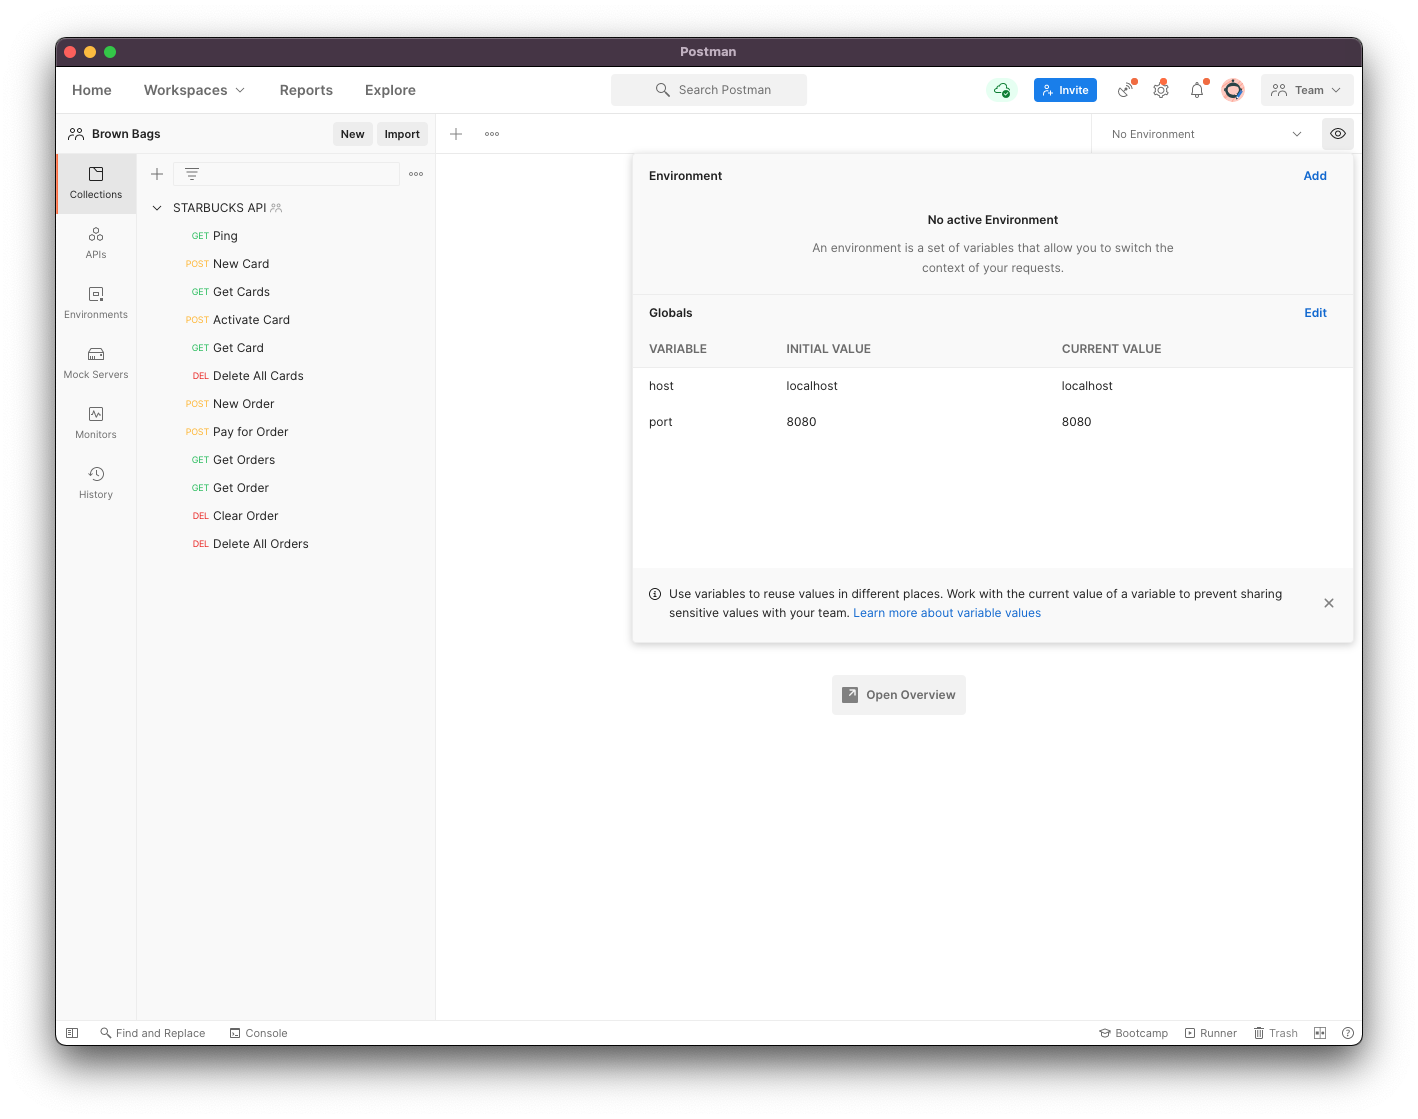 Postman
Home Workspaces Reports Explore Search Postman Invite Team
Brown Bags New Import No Environment
Collections
APIs
Environments
Mock Servers
Monitors
History
STARBUCKS API
GET Ping
POST New Card
GET Get Cards
POST Activate Card
GET Get Card
DEL Delete All Cards
POST New Order
POST Pay for Order
GET Get Orders
GET Get Order
DEL Clear Order
DEL Delete All Orders
Environment Add
No active Environment
An environment is a set of variables that allow you to switch the
context of your requests.
Globals Edit
VARIABLE INITIAL VALUE CURRENT VALUE
host localhost localhost
port 8080 8080
Use variables to reuse values in different places. Work with the current value of a variable to prevent sharing
sensitive values with your team. Learn more about variable values
Open Overview
Find and Replace Console Bootcamp Runner Trash